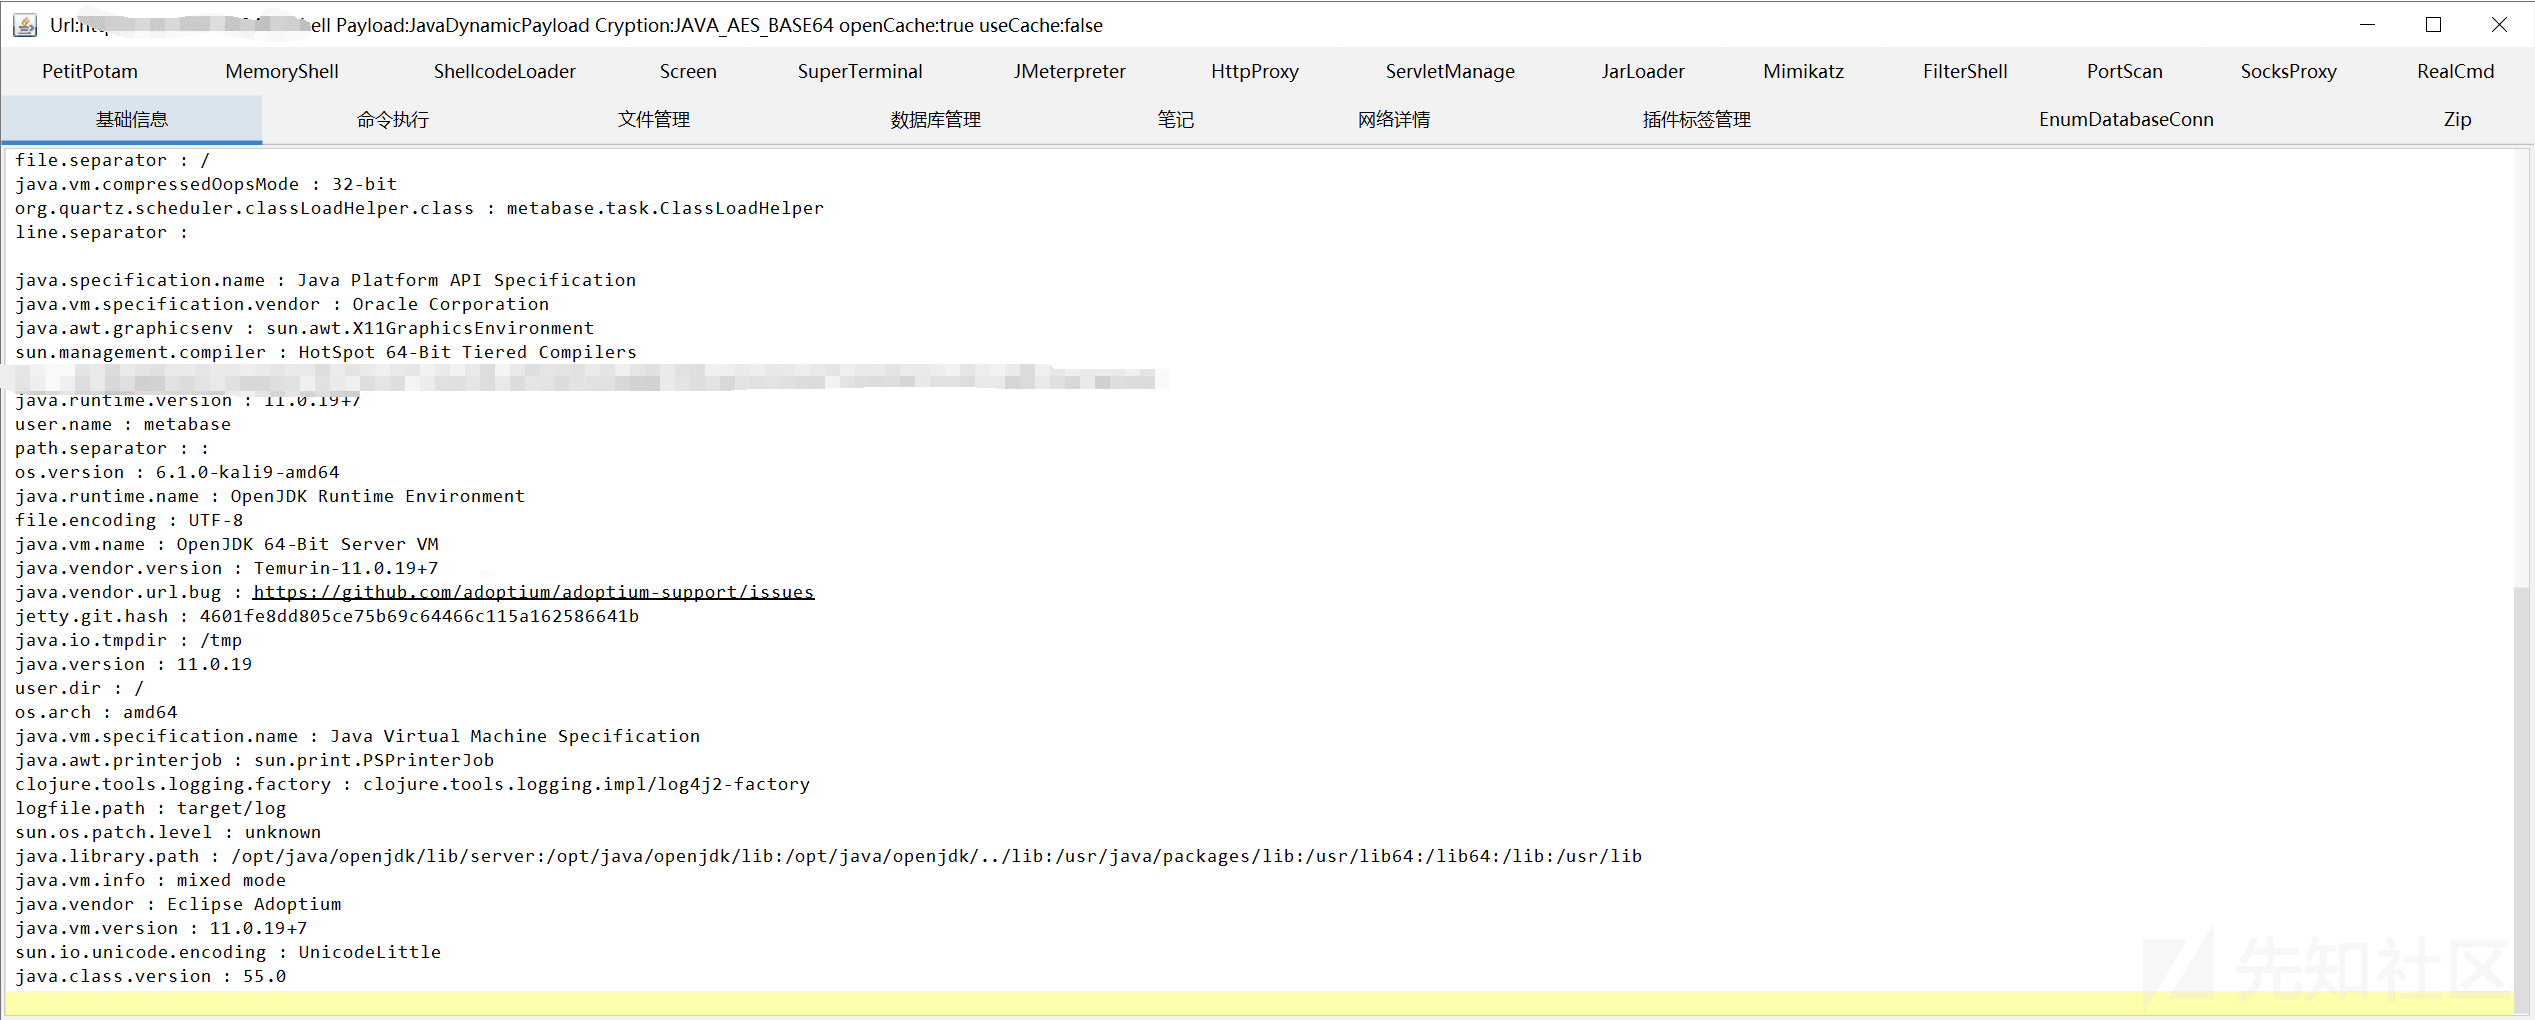 ell Payload:JavaDynamicPayload Cryption:JAVA_AES_BASE64 openCache:true useCache:false
PetitPotam MemoryShell ShellcodeLoader Screen SuperTerminal JMeterpreter HttpProxy ServletManage JarLoader Mimikatz FilterShell PortScan SocksProxy RealCmd
基础信息 命令执行 文件管理 数据库管理 笔记 网络详情 插件标签管理 EnumDatabaseConn Zip
file.separator : /
java.vm.compressedOopsMode : 32-bit
org.quartz.scheduler.classLoadHelper.class : metabase.task.ClassLoadHelper
line.separator :
java.specification.name : Java Platform API Specification
java.vm.specification.vendor : Oracle Corporation
java.awt.graphicsenv : sun.awt.X11GraphicsEnvironment
sun.management.compiler : HotSpot 64-Bit Tiered Compilers
java.runtime.version : 11.0.19+7
user.name : metabase
path.separator : :
os.version : 6.1.0-kali9-amd64
java.runtime.name : OpenJDK Runtime Environment
file.encoding : UTF-8
java.vm.name : OpenJDK 64-Bit Server VM
java.vendor.version : Temurin-11.0.19+7
java.vendor.url.bug : https://github.com/adoptium/adoptium-support/issues
jetty.git.hash : 4601fe8dd805ce75b69c64466c115a162586641b
java.io.tmpdir : /tmp
java.version : 11.0.19
user.dir : /
os.arch : amd64
java.vm.specification.name : Java Virtual Machine Specification
java.awt.printerjob : sun.print.PSPrinterJob
clojure.tools.logging.factory : clojure.tools.logging.impl/log4j2-factory
logfile.path : target/log
sun.os.patch.level : unknown
java.library.path : /opt/java/openjdk/lib/server:/opt/java/openjdk/lib:/opt/java/openjdk/../lib:/usr/java/packages/lib:/usr/lib64:/lib64:/lib:/usr/lib
java.vm.info : mixed mode
java.vendor : Eclipse Adoptium
java.vm.version : 11.0.19+7
sun.io.unicode.encoding : UnicodeLittle
java.class.version : 55.0
先知社区